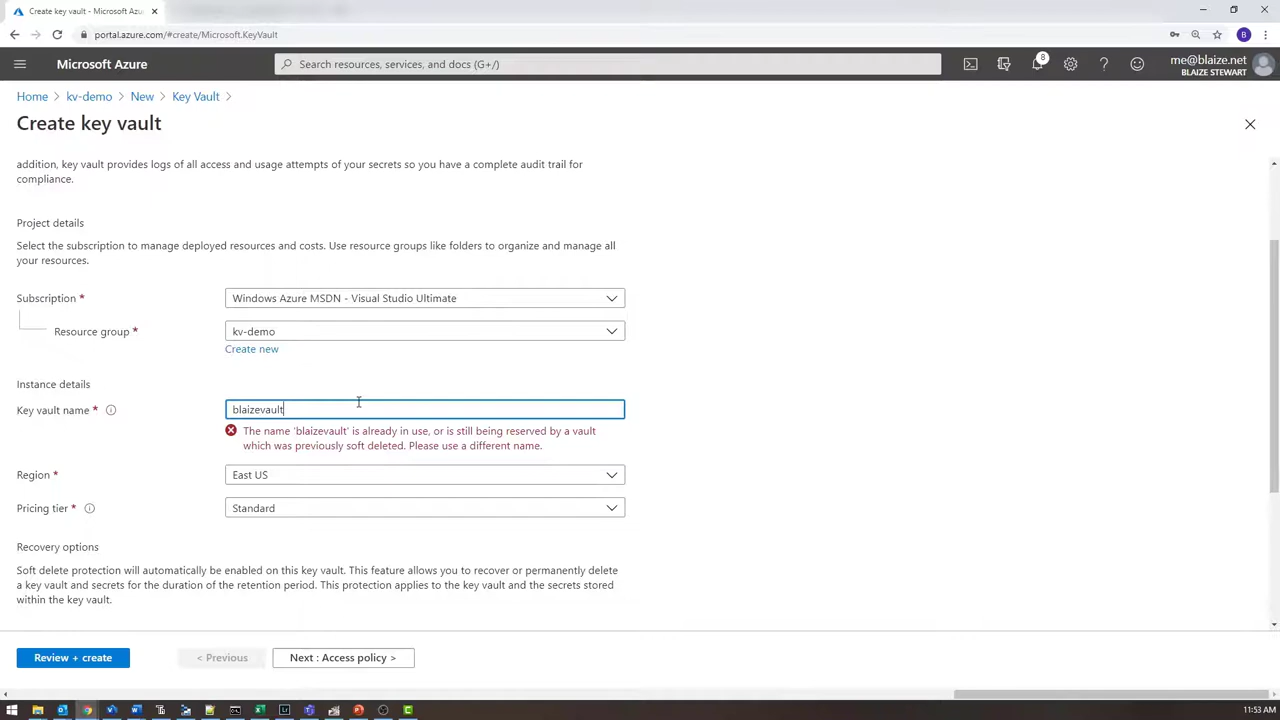 Create key vault - Microsoft Azu
portal.azure.com/#create/Microsoft.KeyVault
B
Microsoft Azure
Search resources, services, and docs (G+/)
8
me@blaize.net
BLAIZE STEWART
Home > kv-demo > New > Key Vault >
Create key vault
addition, key vault provides logs of all access and usage attempts of your secrets so you have a complete audit trail for
compliance.
Project details
Select the subscription to manage deployed resources and costs. Use resource groups like folders to organize and manage all
your resources.
Subscription *
Windows Azure MSDN - Visual Studio Ultimate
Resource group *
kv-demo
Create new
Instance details
Key vault name *
blaizevault
The name 'blaizevault' is already in use, or is still being reserved by a vault
which was previously soft deleted. Please use a different name.
Region *
East US
Pricing tier *
Standard
Recovery options
Soft delete protection will automatically be enabled on this key vault. This feature allows you to recover or permanently delete
a key vault and secrets for the duration of the retention period. This protection applies to the key vault and the secrets stored
within the key vault.
Review + create
< Previous
Next : Access policy >
11:53 AM